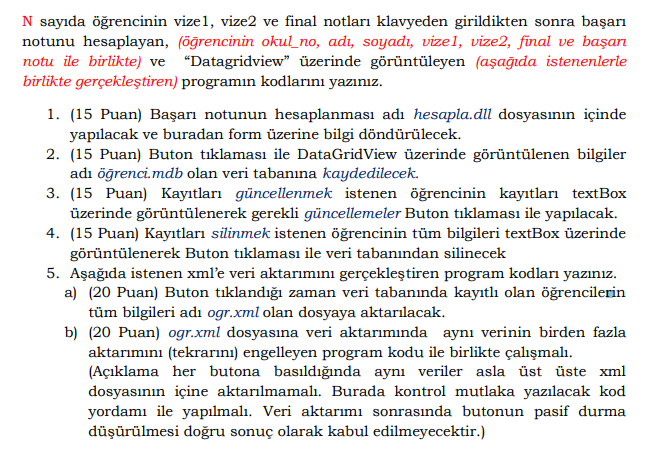 N sayıda öğrencinin vize1, vize2 ve final notları klavyeden girildikten sonra başarı
notunu hesaplayan, (öğrencinin okul_no, adı, soyadı, vize1, vize2, final ve başarı
notu ile birlikte) ve “Datagridview” üzerinde görüntüleyen (aşağıda istenenlerle
birlikte gerçekleştiren) programın kodlarını yazınız.
1. (15 Puan) Başarı notunun hesaplanması adı hesapla.dll dosyasının içinde
yapılacak ve buradan form üzerine bilgi döndürülecek.
2. (15 Puan) Buton tıklaması ile DataGridView üzerinde görüntülenen bilgiler
adı öğrenci.mdb olan veri tabanına kaydedilecek.
3. (15 Puan) Kayıtları güncellenmek istenen öğrencinin kayıtları textBox
üzerinde görüntülenerek gerekli güncellemeler Buton tıklaması ile yapılacak.
4. (15 Puan) Kayıtları silinmek istenen öğrencinin tüm bilgileri textBox üzerinde
görüntülenerek Buton tıklaması ile veri tabanından silinecek
5. Aşağıda istenen xml’e veri aktarımını gerçekleştiren program kodları yazınız.
a) (20 Puan) Buton tıklandığı zaman veri tabanında kayıtlı olan öğrencilerin
tüm bilgileri adı ogr.xml olan dosyaya aktarılacak.
b) (20 Puan) ogr.xml dosyasına veri aktarımında aynı verinin birden fazla
aktarımını (tekrarını) engelleyen program kodu ile birlikte çalışmalı.
(Açıklama her butona basıldığında aynı veriler asla üst üste xml
dosyasının içine aktarılmamalı. Burada kontrol mutlaka yazılacak kod
yordamı ile yapılmalı. Veri aktarımı sonrasında butonun pasif durma
düşürülmesi doğru sonuç olarak kabul edilmeyecektir.)